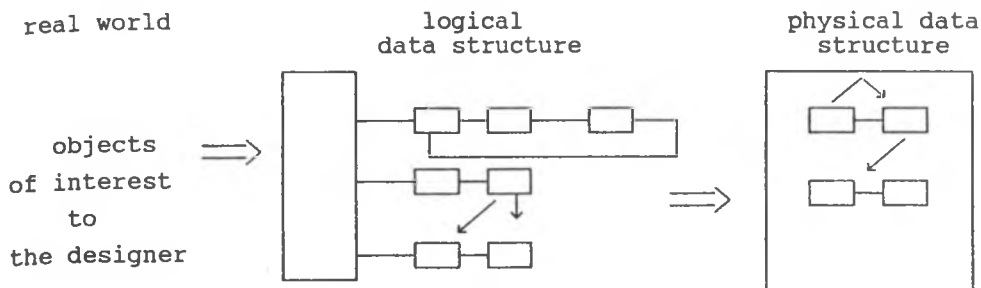 real world
logical
data structure
physical data
structure
objects
of interest
to
the designer